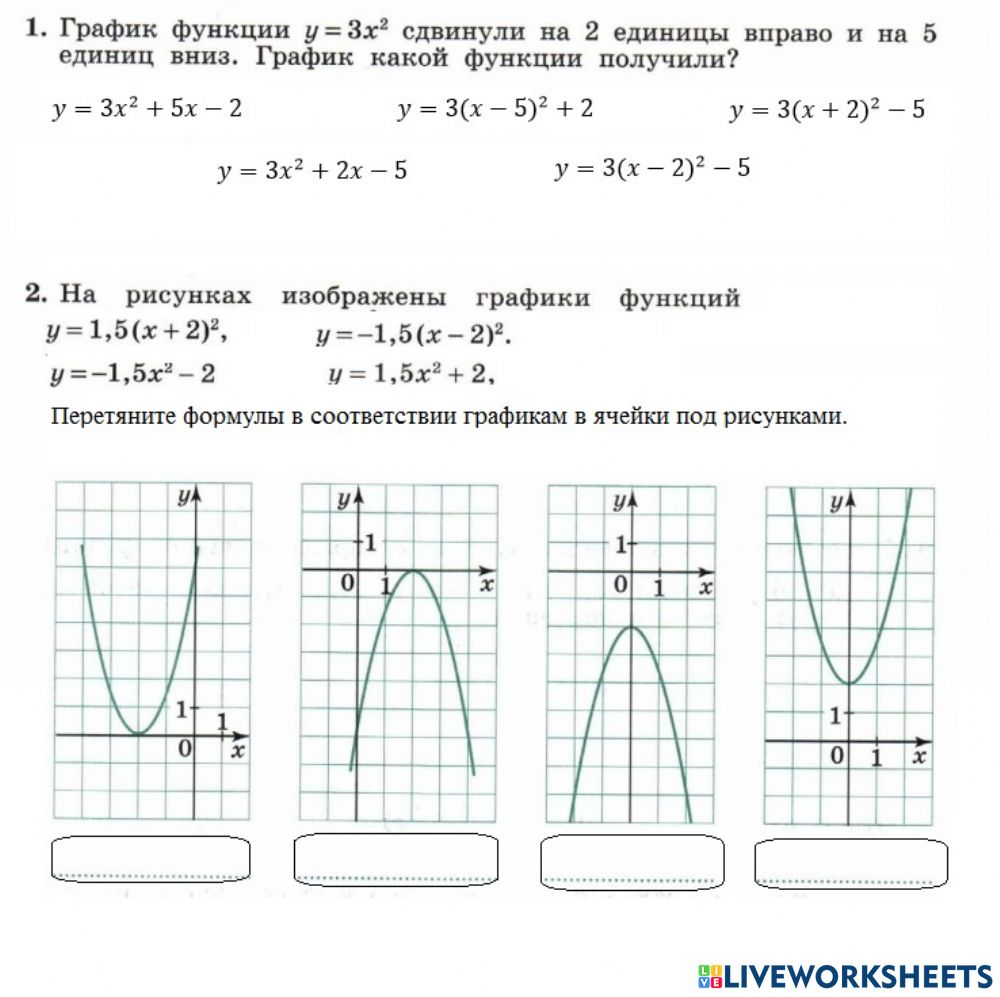 1. График функции y = 3x² сдвинули на 2 единицы вправо и на 5
единиц вниз. График какой функции получили?
y = 3x² + 5x − 2 y = 3(x − 5)² + 2 y = 3(x + 2)² − 5
y = 3x² + 2x − 5 y = 3(x − 2)² − 5
2. На рисунках изображены графики функций
y = 1,5(x + 2)², y = −1,5(x − 2)².
y = −1,5x² − 2 y = 1,5x² + 2,
Перетяните формулы в соответствии графикам в ячейки под рисунками.
y 1 1 0 x
y 1 0 1 x
y 1 0 1 x
y 1 0 1 x
LIVEWORKSHEETS